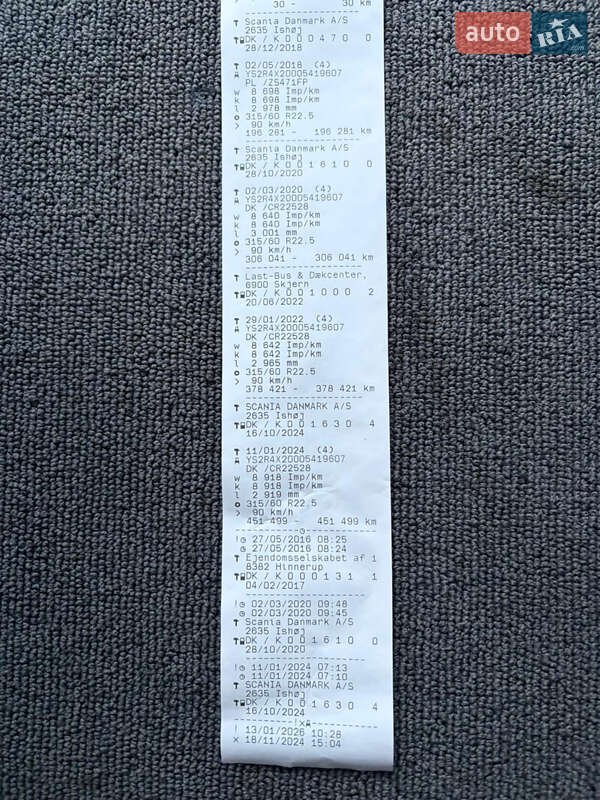 30 - 30 km
auto RIA.com
Scania Danmark A/S
2635 Ishøj
DK / K 0 0 0 4 7 0 0
28/12/2018
02/05/2018 (4)
YS2R4X20005419607
PL /ZS471FP
w 8 698 Imp/km
k 8 698 Imp/km
l 2 978 mm
315/60 R22.5
> 90 km/h
196 281 - 196 281 km
Scania Danmark A/S
2635 Ishøj
DK / K 0 0 1 6 1 0 0
28/10/2020
02/03/2020 (4)
YS2R4X20005419607
DK /CR22528
w 8 640 Imp/km
k 8 640 Imp/km
l 3 001 mm
315/60 R22.5
> 90 km/h
306 041 - 306 041 km
Last-Bus & Dækcenter,
6900 Skjern
DK / K 0 0 1 0 0 0 2
20/06/2022
29/01/2022 (4)
YS2R4X20005419607
DK /CR22528
w 8 642 Imp/km
k 8 642 Imp/km
l 2 965 mm
315/60 R22.5
> 90 km/h
378 421 - 378 421 km
SCANIA DANMARK A/S
2635 Ishøj
DK / K 0 0 1 6 3 0 4
16/10/2024
11/01/2024 (4)
YS2R4X20005419607
DK /CR22528
w 8 918 Imp/km
k 8 918 Imp/km
l 2 919 mm
315/60 R22.5
> 90 km/h
451 499 - 451 499 km
! 27/05/2016 08:25
27/05/2016 08:24
Ejendomsselskabet af 1
8382 Hinnerup
DK / K 0 0 0 1 3 1 1
04/02/2017
! 02/03/2020 09:48
02/03/2020 09:45
Scania Danmark A/S
2635 Ishøj
DK / K 0 0 1 6 1 0 0
28/10/2020
! 11/01/2024 07:13
11/01/2024 07:10
SCANIA DANMARK A/S
2635 Ishøj
DK / K 0 0 1 6 3 0 4
16/10/2024
!x
! 13/01/2026 10:28
x 18/11/2024 15:04